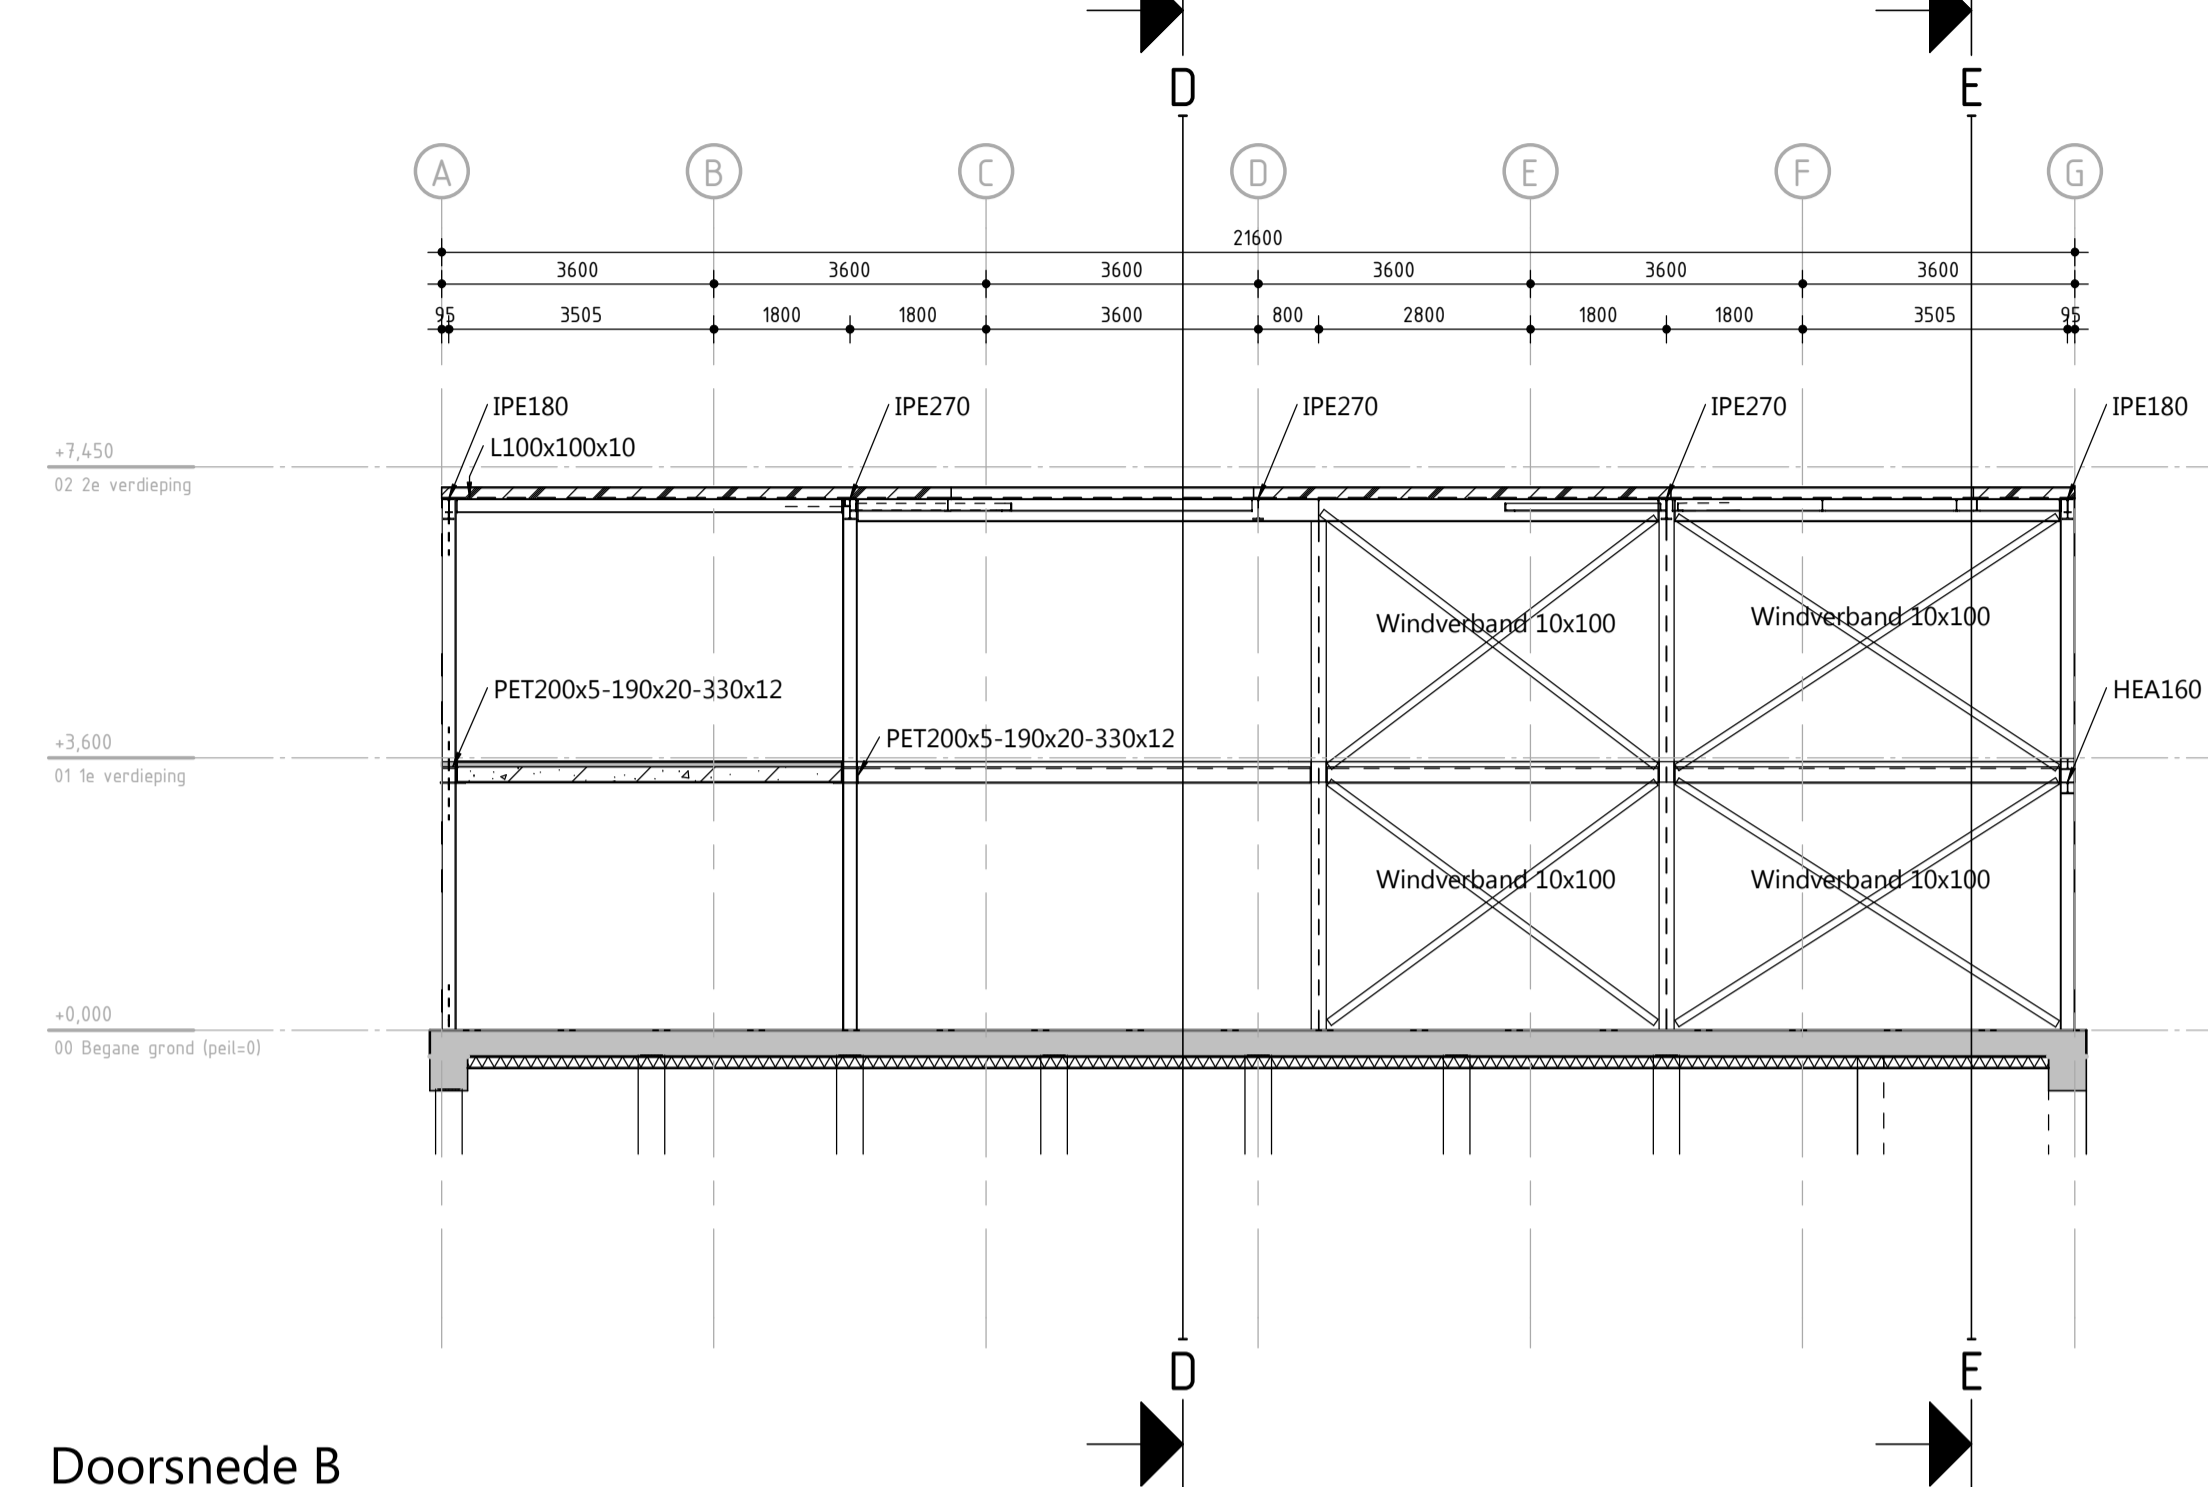 D E
A B C D E F G
21600
3600 3600 3600 3600 3600 3600
95 3505 1800 1800 3600 800 2800 1800 1800 3505 95
IPE180 IPE270 IPE270 IPE270 IPE180
L100x100x10
+7,450
02 2e verdieping
Windverband 10x100 Windverband 10x100
PET200x5-190x20-330x12 HEA160
PET200x5-190x20-330x12
+3,600
01 1e verdieping
Windverband 10x100 Windverband 10x100
+0,000
00 Begane grond (peil=0)
D E
Doorsnede B